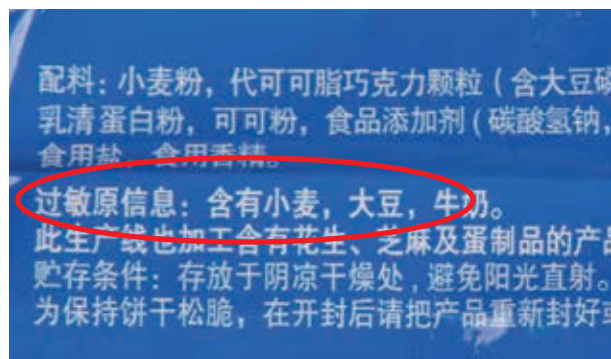 配料：小麦粉，代可可脂巧克力颗粒（含大豆磷
乳清蛋白粉，可可粉，食品添加剂（碳酸氢钠，
食用盐，食用香精。
过敏原信息：含有小麦，大豆，牛奶。
此生产线也加工含有花生、芝麻及蛋制品的产品
贮存条件：存放于阴凉干燥处，避免阳光直射。
为保持饼干松脆，在开封后请把产品重新封好或